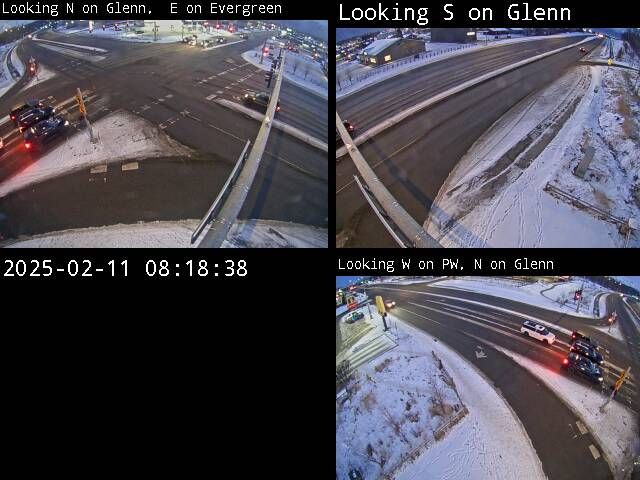 Looking N on Glenn,  E on Evergreen
Looking S on Glenn
2025-02-11 08:18:38
Looking W on PW, N on Glenn